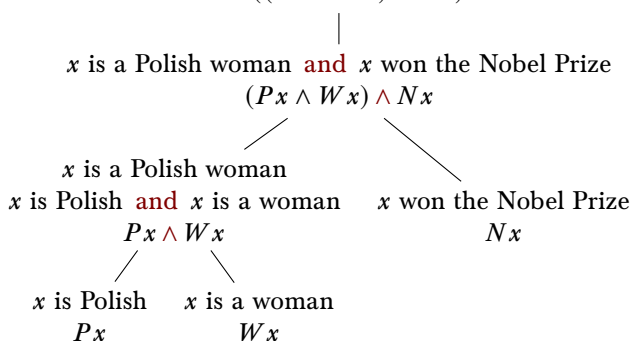 x is a Polish woman and x won the Nobel Prize
(Px ∧ Wx) ∧ Nx
x is a Polish woman
x is Polish and x is a woman x won the Nobel Prize
Px ∧ Wx Nx
x is Polish x is a woman
Px Wx